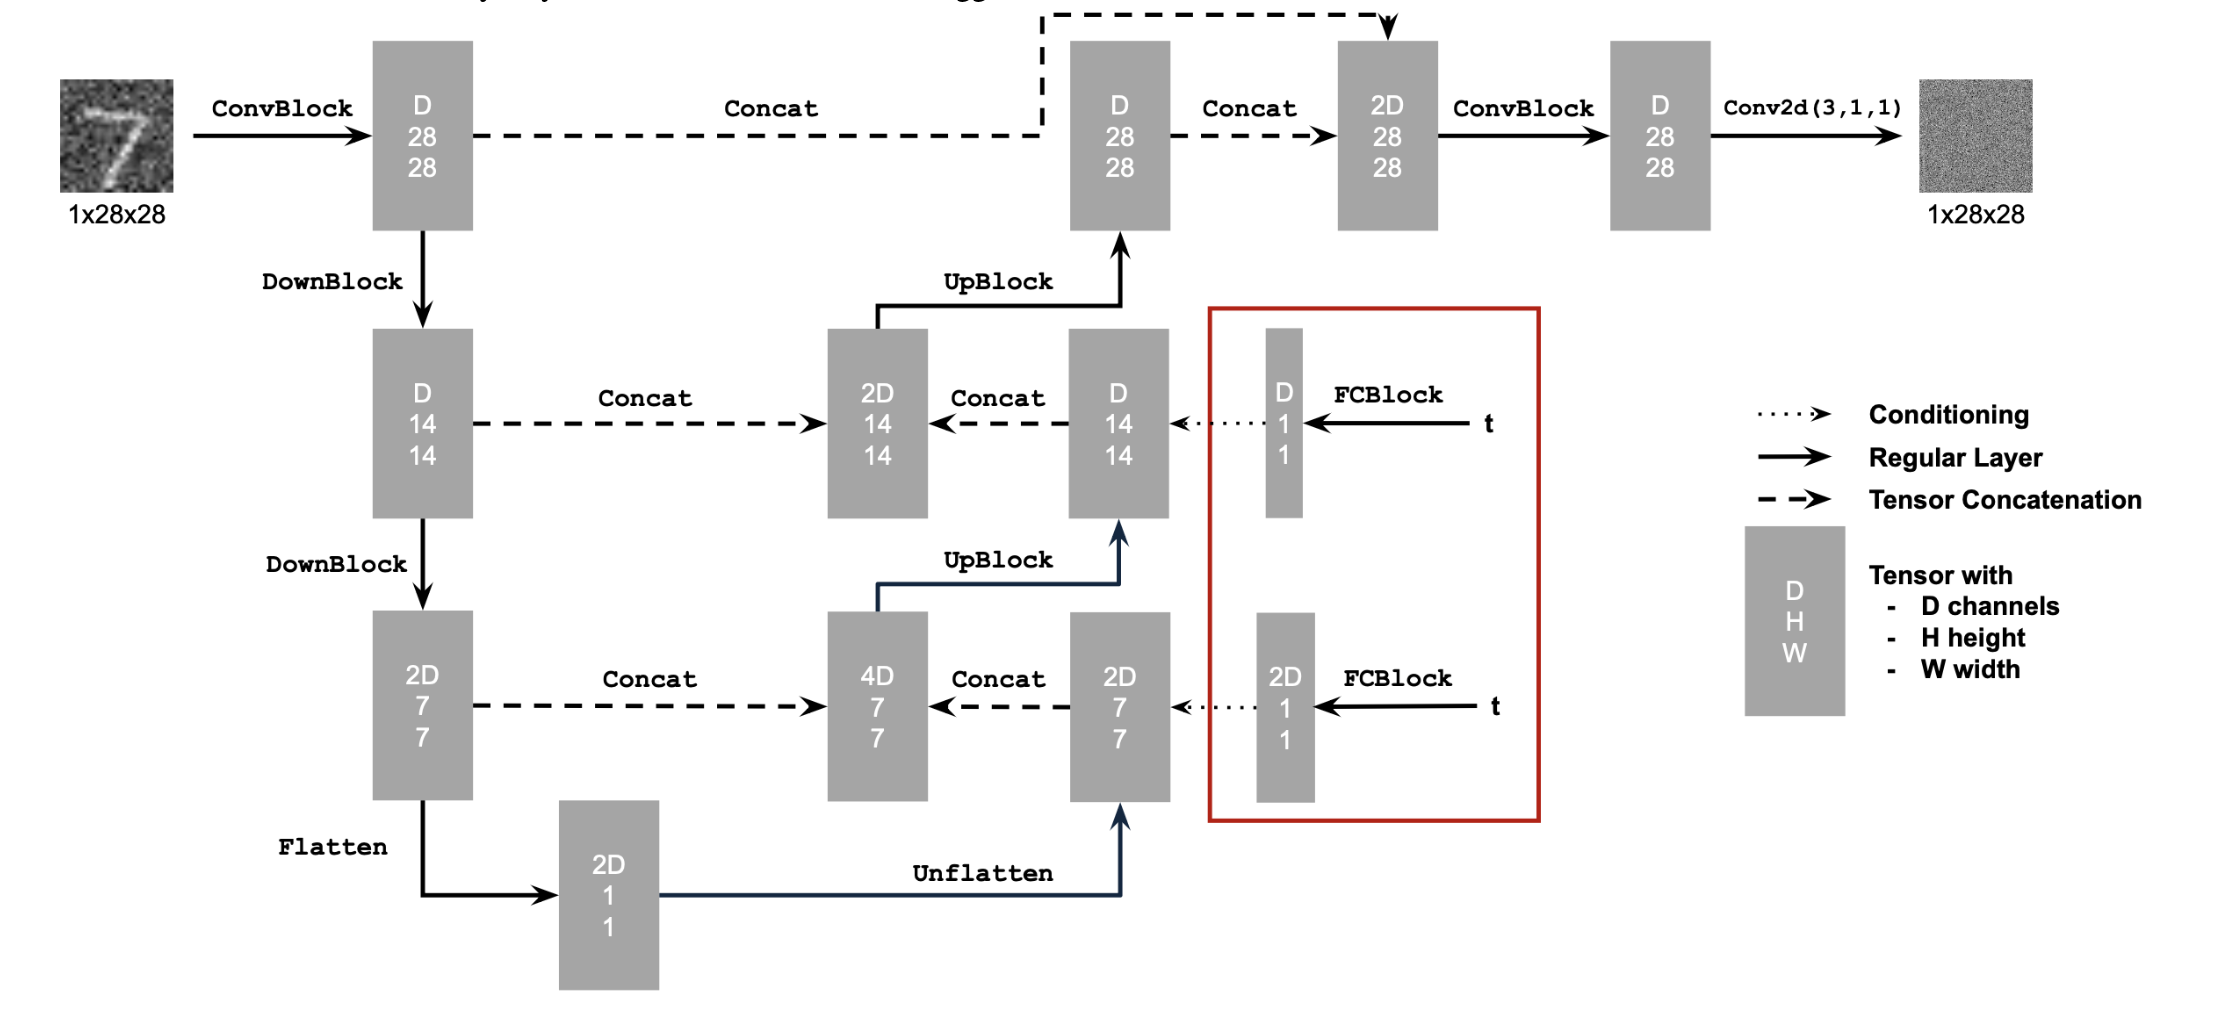 ConvBlock
D
28
28
Concat
D
28
28
Concat
2D
28
28
ConvBlock
D
28
28
Conv2d(3,1,1)
7
1x28x28
1x28x28
DownBlock
UpBlock
D
14
14
Concat
2D
14
14
Concat
D
14
14
D
1
1
FCBlock
t
Conditioning
Regular Layer
Tensor Concatenation
DownBlock
UpBlock
2D
7
7
Concat
4D
7
7
Concat
2D
7
7
2D
1
1
FCBlock
t
D
H
W
Tensor with
- D channels
- H height
- W width
Flatten
2D
1
1
Unflatten